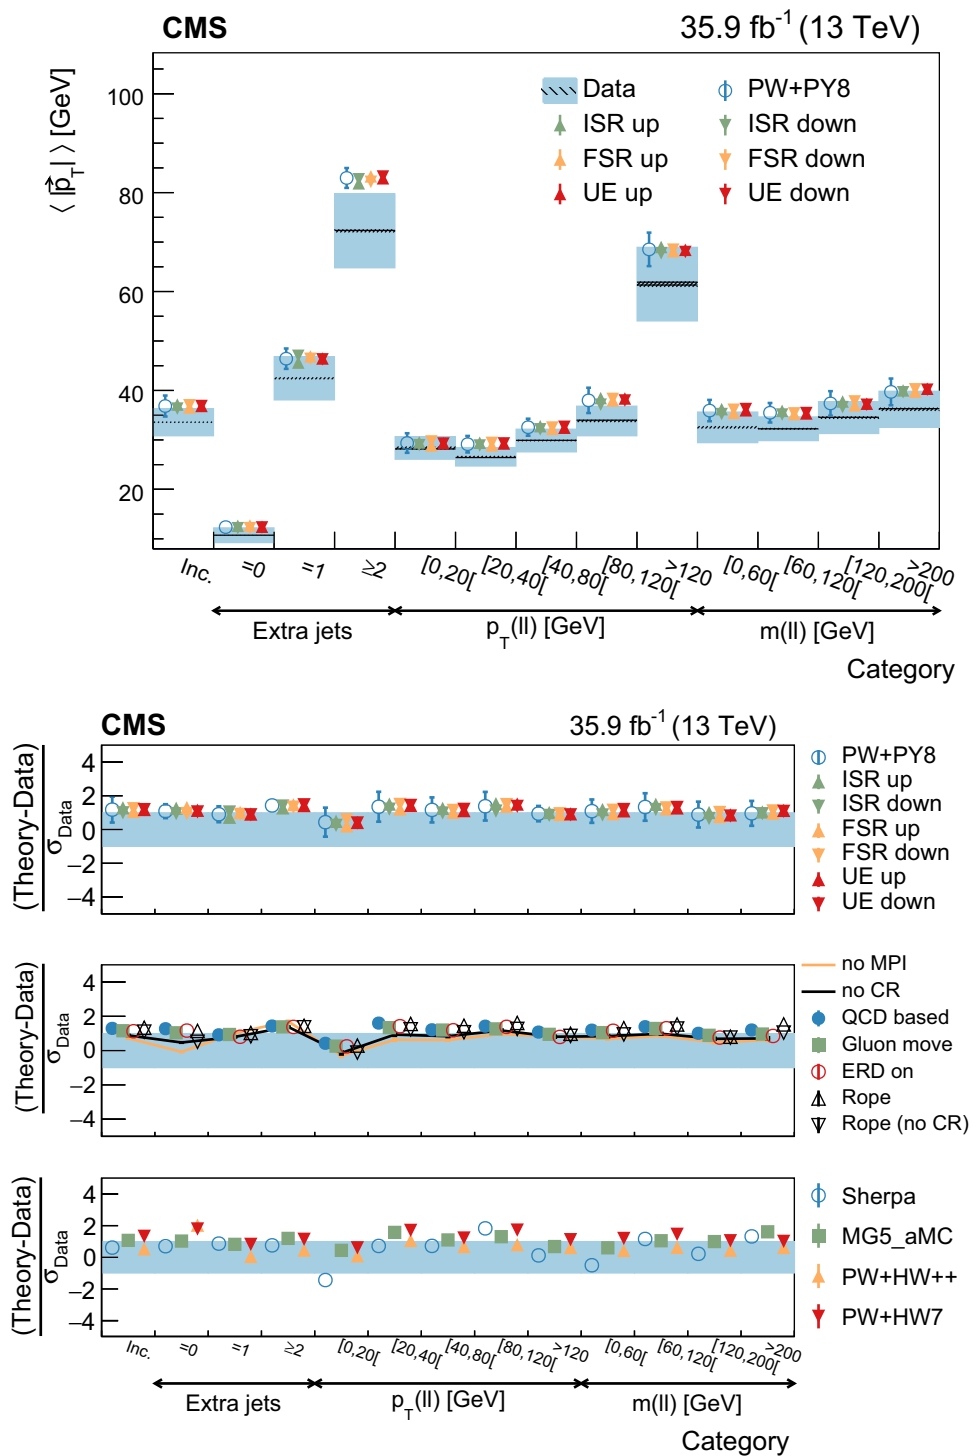 CMS 35.9 fb⁻¹ (13 TeV)
⟨ |p⃗_T| ⟩ [GeV]
100
80
60
40
20
Data PW+PY8
ISR up ISR down
FSR up FSR down
UE up UE down
Inc. =0 =1 ≥2 [0,20[ [20,40[ [40,80[ [80,120[ >120 [0,60[ [60,120[ [120,200[ >200
Extra jets p_T(ll) [GeV] m(ll) [GeV]
Category
CMS 35.9 fb⁻¹ (13 TeV)
(Theory-Data)
σ_Data
4
2
0
−2
−4
PW+PY8
ISR up
ISR down
FSR up
FSR down
UE up
UE down
(Theory-Data)
σ_Data
4
2
0
−2
−4
no MPI
no CR
QCD based
Gluon move
ERD on
Rope
Rope (no CR)
(Theory-Data)
σ_Data
4
2
0
−2
−4
Sherpa
MG5_aMC
PW+HW++
PW+HW7
Inc. =0 =1 ≥2 [0,20[ [20,40[ [40,80[ [80,120[ >120 [0,60[ [60,120[ [120,200[ >200
Extra jets p_T(ll) [GeV] m(ll) [GeV]
Category